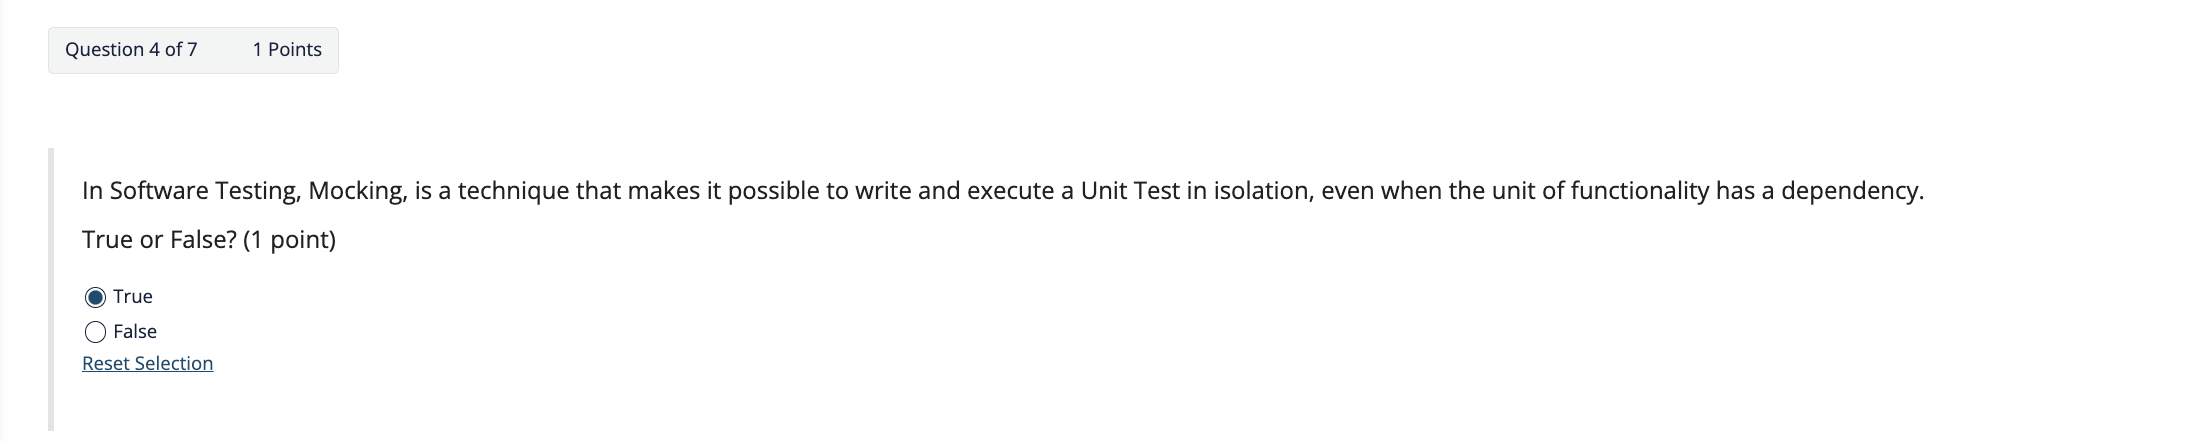 Question 4 of 7 1 Points
In Software Testing, Mocking, is a technique that makes it possible to write and execute a Unit Test in isolation, even when the unit of functionality has a dependency.
True or False? (1 point)
True
False
Reset Selection